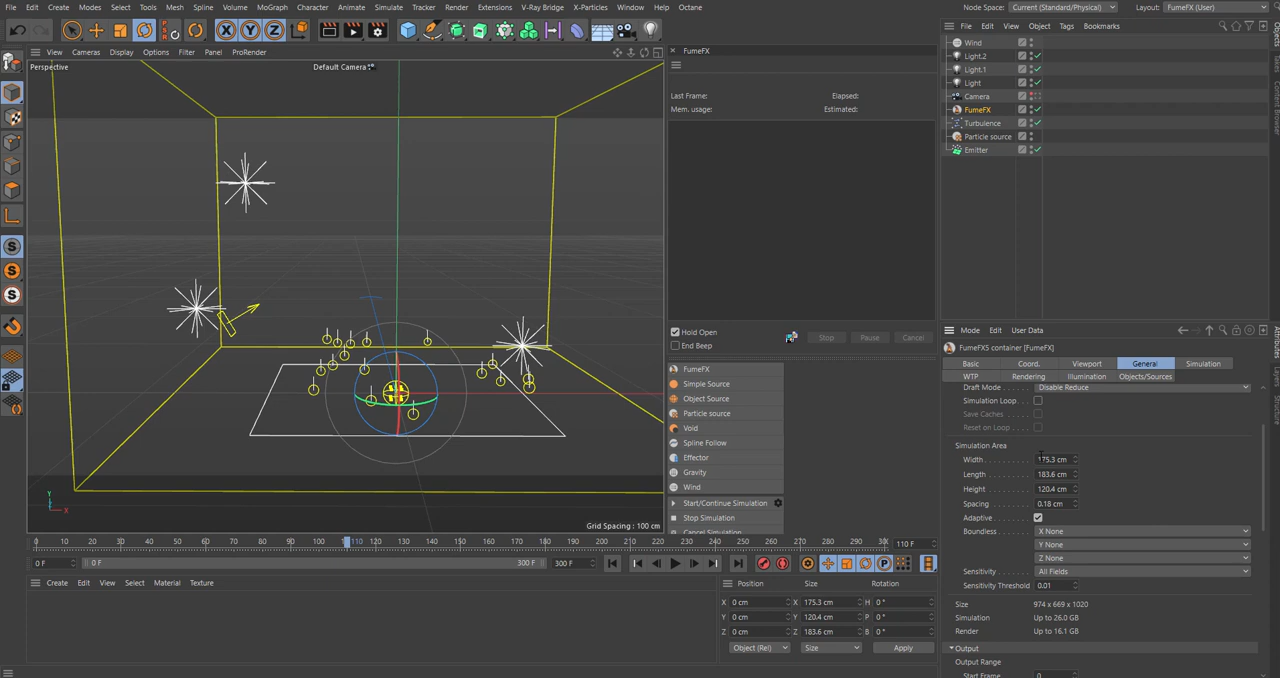 File Edit Create Modes Select Tools Mesh Spline Volume MoGraph Character Animate Simulate Tracker Render Extensions V-Ray Bridge X-Particles Window Help Octane
Node Space: Current (Standard/Physical) Layout: FumeFX (User)
View Cameras Display Options Filter Panel ProRender
Perspective
Default Camera
Grid Spacing : 100 cm
Y
X
FumeFX
Last Frame: Elapsed:
Mem. usage: Estimated:
Hold Open
End Beep
Stop Pause Cancel
FumeFX
Simple Source
Object Source
Particle source
Void
Spline Follow
Effector
Gravity
Wind
Start/Continue Simulation
Stop Simulation
Cancel Simulation
File Edit View Object Tags Bookmarks
Wind
Light.2
Light.1
Light
Camera
FumeFX
Turbulence
Particle source
Emitter
Objects
Takes
Content Browser
Attributes
Mode Edit User Data
FumeFX5 container [FumeFX]
Basic Coord. Viewport General Simulation
WTP Rendering Illumination Objects/Sources
Draft Mode Disable Reduce
Simulation Loop
Save Caches
Reset on Loop
Simulation Area
Width 175.3 cm
Length 183.6 cm
Height 120.4 cm
Spacing 0.18 cm
Adaptive
Boundless X None
Y None
Z None
Sensitivity All Fields
Sensitivity Threshold 0.01
Size 974 x 669 x 1020
Simulation Up to 26.0 GB
Render Up to 16.1 GB
Output
Output Range
Start Frame 0
0 10 20 30 40 50 60 70 80 90 100 110 120 130 140 150 160 170 180 190 200 210 220 230 240 250 260 270 280 290 110 F
0 F 0 F 300 F 300 F
Create Edit View Select Material Texture
Position Size Rotation
X 0 cm X 175.3 cm H 0 °
Y 0 cm Y 120.4 cm P 0 °
Z 0 cm Z 183.6 cm B 0 °
Object (Rel) Size Apply